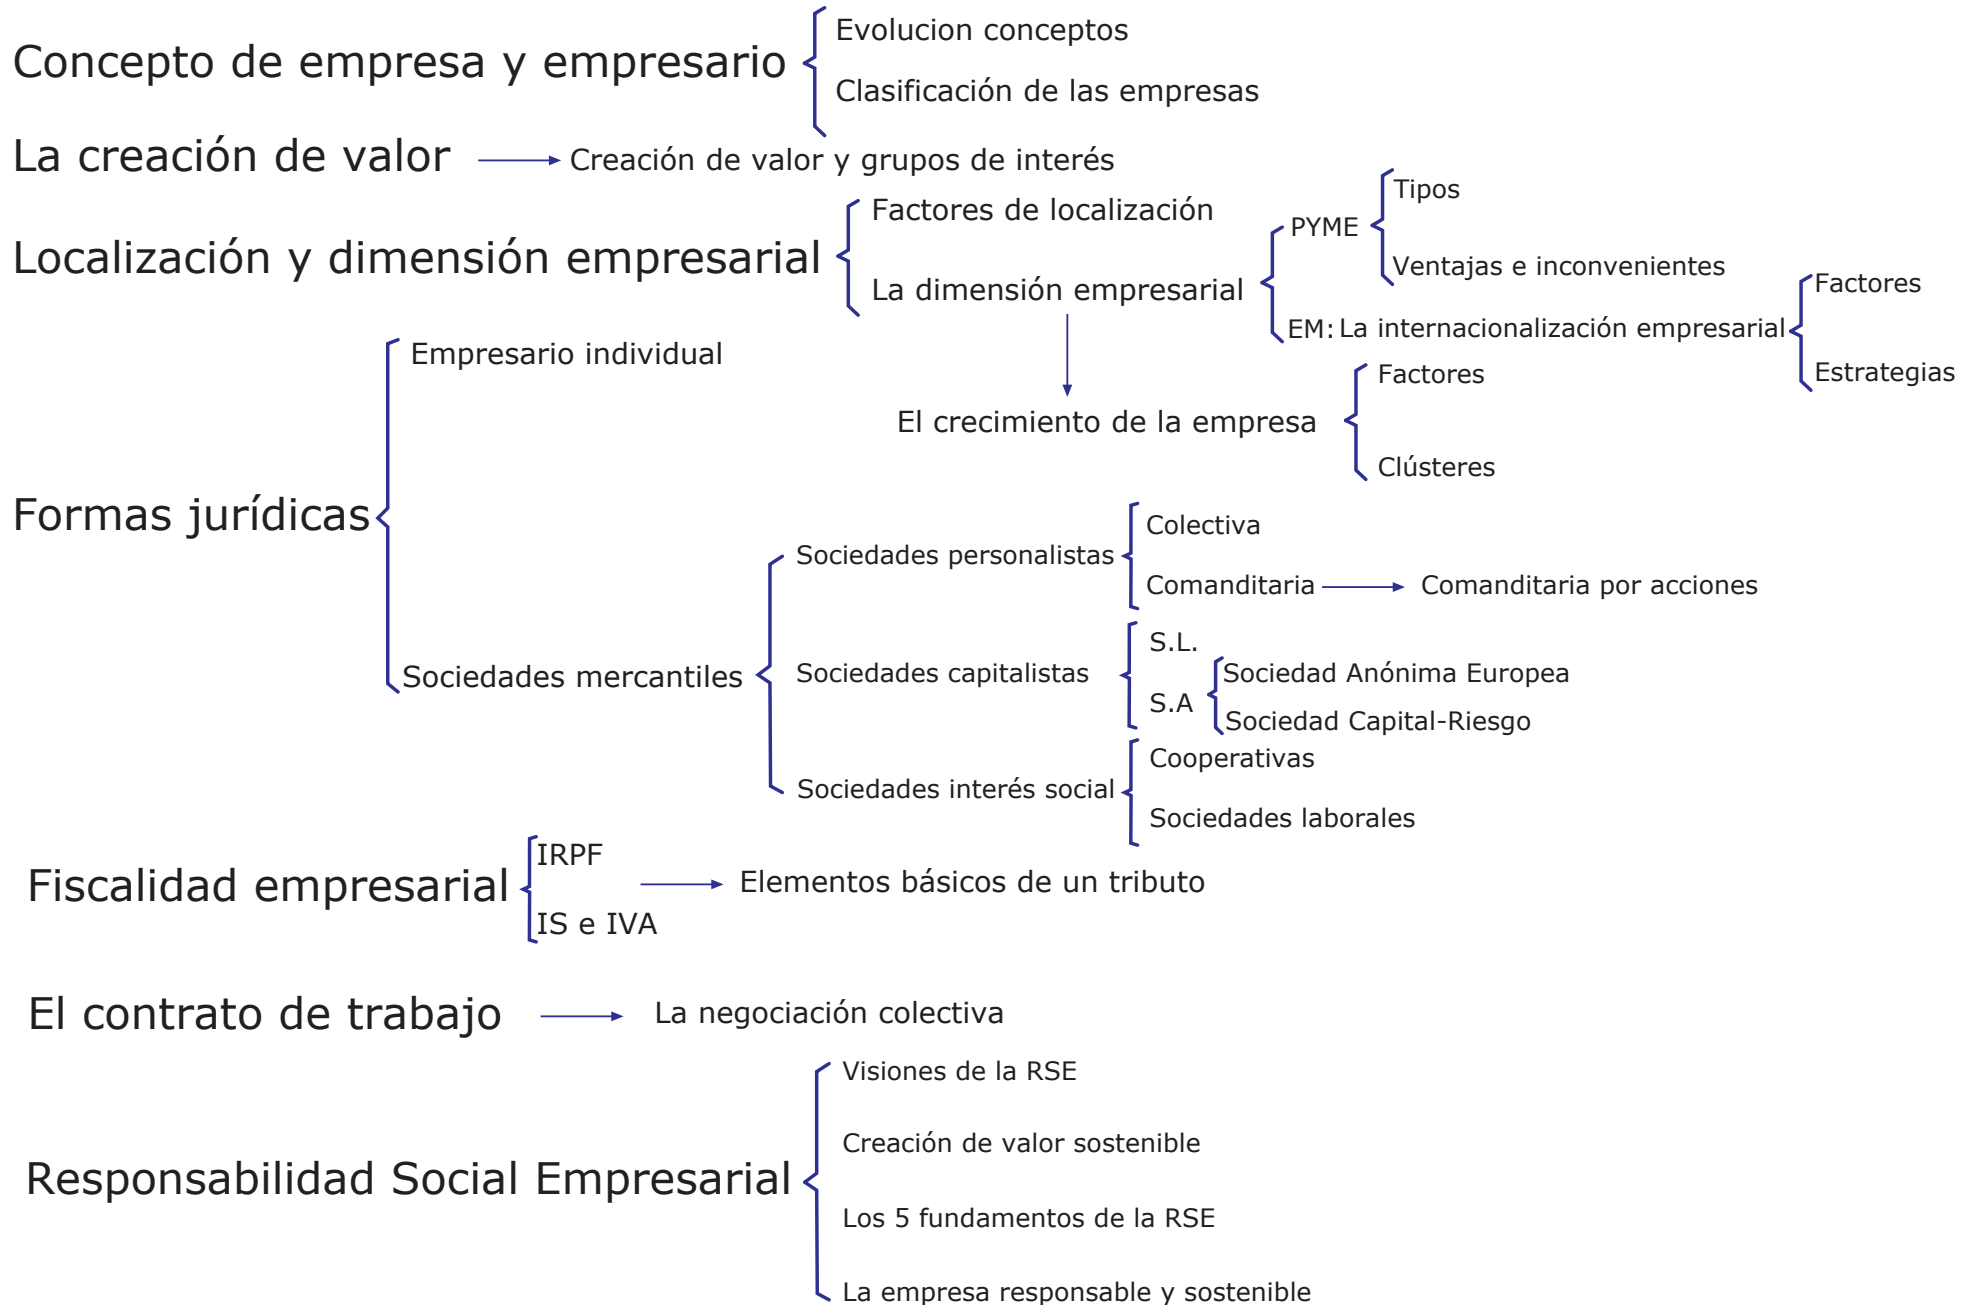 Concepto de empresa y empresario
Evolucion conceptos
Clasificación de las empresas
La creación de valor
Creación de valor y grupos de interés
Localización y dimensión empresarial
Factores de localización
La dimensión empresarial
PYME
Tipos
Ventajas e inconvenientes
EM: La internacionalización empresarial
Factores
Estrategias
El crecimiento de la empresa
Factores
Clústeres
Formas jurídicas
Empresario individual
Sociedades mercantiles
Sociedades personalistas
Colectiva
Comanditaria
Comanditaria por acciones
Sociedades capitalistas
S.L.
S.A
Sociedad Anónima Europea
Sociedad Capital-Riesgo
Sociedades interés social
Cooperativas
Sociedades laborales
Fiscalidad empresarial
IRPF
IS e IVA
Elementos básicos de un tributo
El contrato de trabajo
La negociación colectiva
Responsabilidad Social Empresarial
Visiones de la RSE
Creación de valor sostenible
Los 5 fundamentos de la RSE
La empresa responsable y sostenible